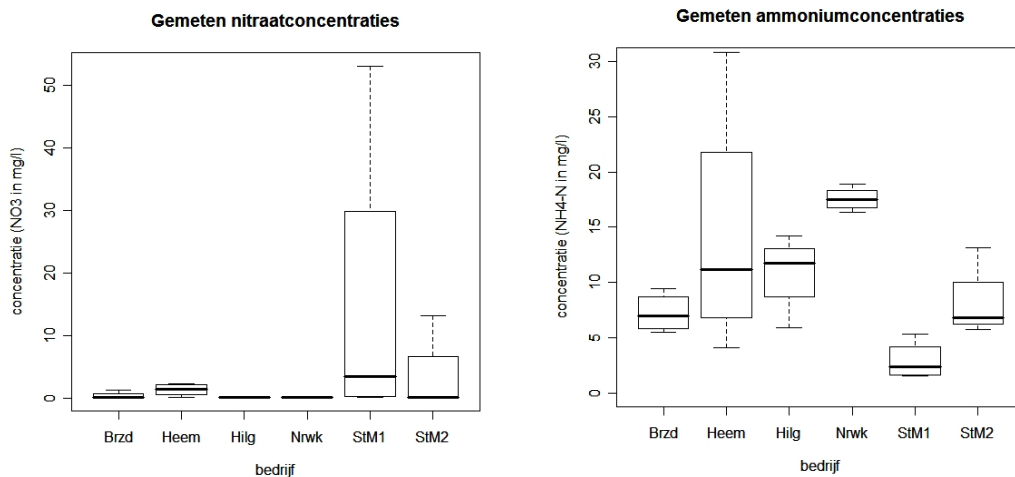 Gemeten nitraatconcentraties
concentratie (NO3 in mg/l)
50
40
30
20
10
0
Brzd Heem Hilg Nrwk StM1 StM2
bedrijf
Gemeten ammoniumconcentraties
concentratie (NH4-N in mg/l)
30
25
20
15
10
5
0
Brzd Heem Hilg Nrwk StM1 StM2
bedrijf